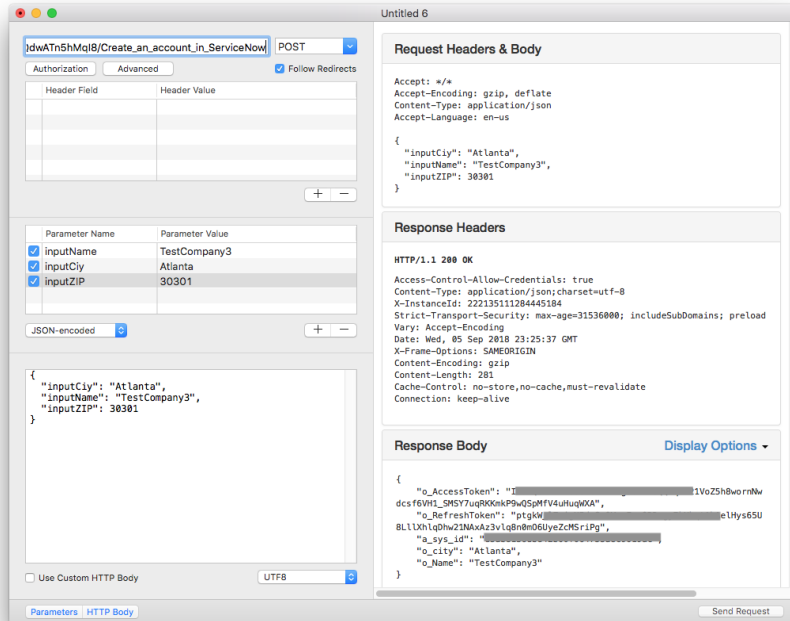 Untitled 6
dwATn5hMqI8/Create_an_account_in_ServiceNow
POST
Authorization
Advanced
Follow Redirects
Header Field
Header Value
Parameter Name
Parameter Value
inputName
TestCompany3
inputCiy
Atlanta
inputZIP
30301
JSON-encoded
{
"inputCiy": "Atlanta",
"inputName": "TestCompany3",
"inputZIP": 30301
}
Use Custom HTTP Body
UTF8
Parameters
HTTP Body
Request Headers & Body
Accept: */*
Accept-Encoding: gzip, deflate
Content-Type: application/json
Accept-Language: en-us
{
"inputCiy": "Atlanta",
"inputName": "TestCompany3",
"inputZIP": 30301
}
Response Headers
HTTP/1.1 200 OK
Access-Control-Allow-Credentials: true
Content-Type: application/json;charset=utf-8
X-InstanceId: 222135111284445184
Strict-Transport-Security: max-age=31536000; includeSubDomains; preload
Vary: Accept-Encoding
Date: Wed, 05 Sep 2018 23:25:37 GMT
X-Frame-Options: SAMEORIGIN
Content-Encoding: gzip
Content-Length: 281
Cache-Control: no-store,no-cache,must-revalidate
Connection: keep-alive
Response Body
Display Options
{
"o_AccessToken": "I 1VoZ5h8wornNw
dcsf6VH1_SMSY7uqRKKmkP9wQSpMfV4uHuqWXA",
"o_RefreshToken": "ptgkW elHys65U
8LllXhlqDhw21NAxAz3vlq8n0mO6UyeZcMSriPg",
"a_sys_id": "
"o_city": "Atlanta",
"o_Name": "TestCompany3"
}
Send Request